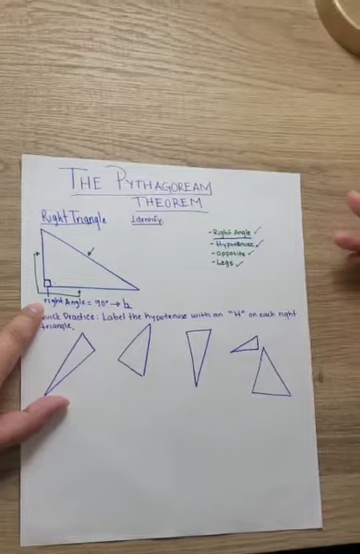 THE PYTHAGOREAM
THEOREM
Right Triangle
Identify
- Right Angle ✓
- Hypotenuse ✓
- Opposite ✓
- Legs ✓
right Angle = 90° →
Practice: Label the hypotenuse with an "H" on each right
triangle.